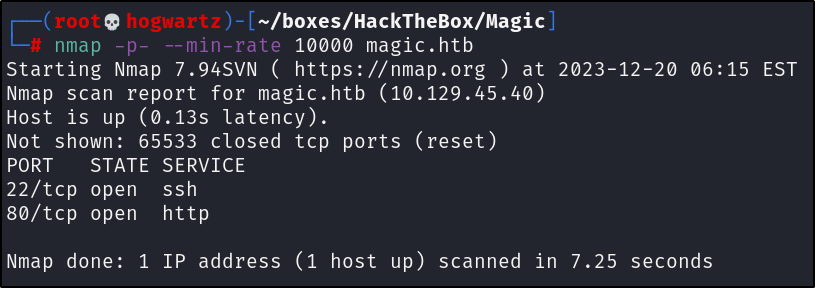 ┌──(root💀hogwartz)-[~/boxes/HackTheBox/Magic]
└─# nmap -p- --min-rate 10000 magic.htb
Starting Nmap 7.94SVN ( https://nmap.org ) at 2023-12-20 06:15 EST
Nmap scan report for magic.htb (10.129.45.40)
Host is up (0.13s latency).
Not shown: 65533 closed tcp ports (reset)
PORT   STATE SERVICE
22/tcp open  ssh
80/tcp open  http
Nmap done: 1 IP address (1 host up) scanned in 7.25 seconds